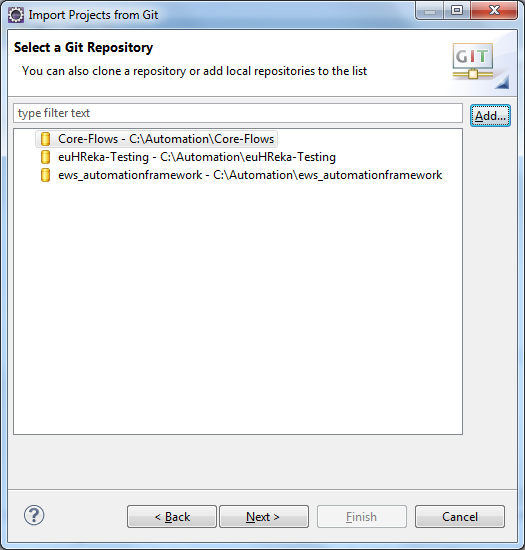 Import Projects from Git
Select a Git Repository
You can also clone a repository or add local repositories to the list
GIT
type filter text
Add...
Core-Flows - C:\Automation\Core-Flows
euHReka-Testing - C:\Automation\euHReka-Testing
ews_automationframework - C:\Automation\ews_automationframework
?
< Back
Next >
Finish
Cancel